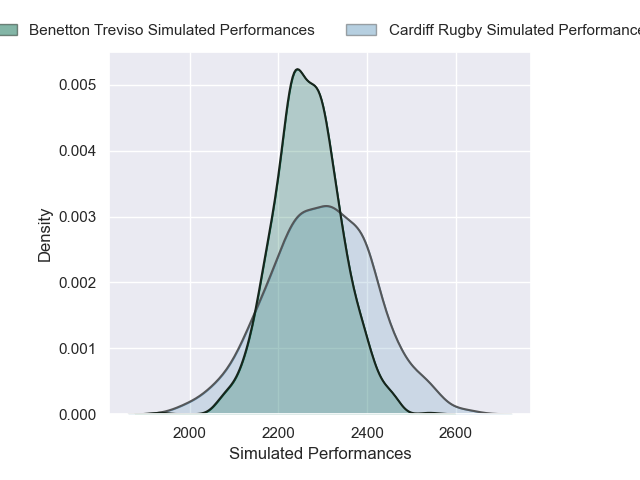 Benetton Treviso Simulated Performances
Cardiff Rugby Simulated Performance
0.005
0.004
0.003
0.002
0.001
0.000
Density
2000
2200
2400
2600
Simulated Performances